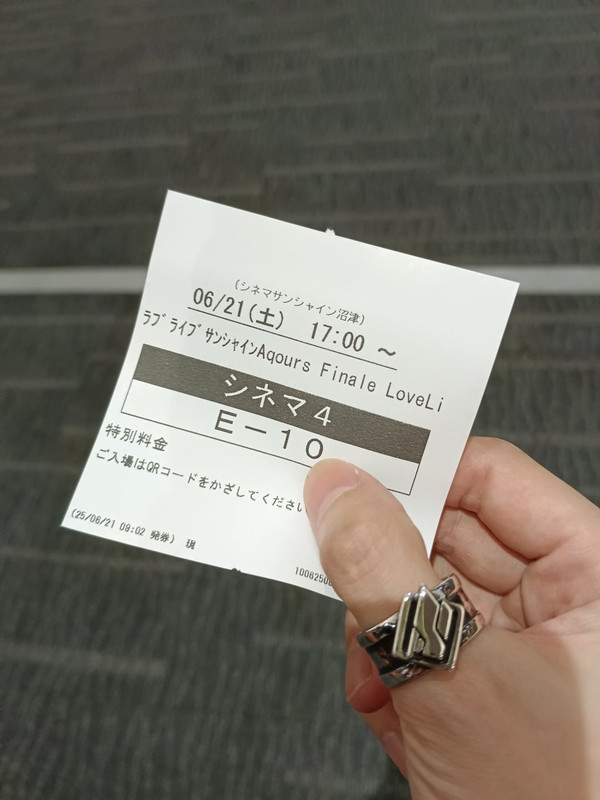 (シネマサンシャイン沼津)
06/21(土) 17:00 ～
ﾗﾌﾞﾗｲﾌﾞｻﾝｼｬｲﾝAqours Finale LoveLi
シネマ4
E－10
特別料金
ご入場はQRコードをかざしてください
(25/06/21 09:02 発券) 現